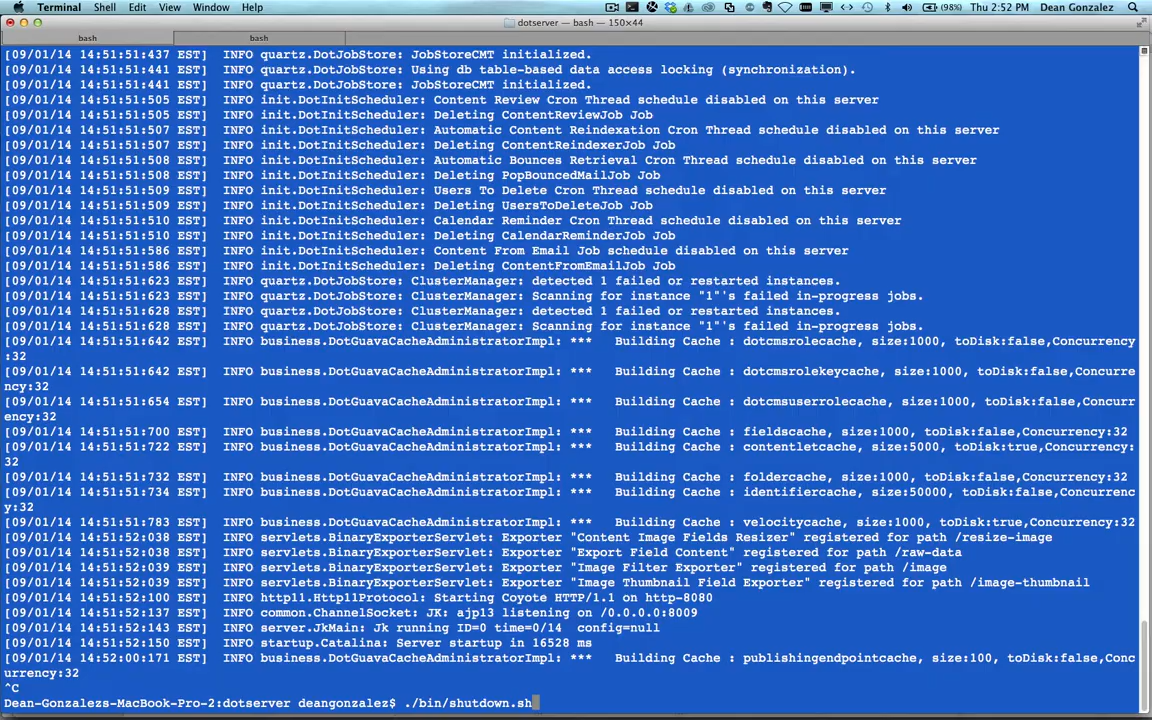 Terminal Shell Edit View Window Help (98%) Thu 2:52 PM Dean Gonzalez
dotserver — bash — 150×44
bash bash
[09/01/14 14:51:51:437 EST]  INFO quartz.DotJobStore: JobStoreCMT initialized.
[09/01/14 14:51:51:441 EST]  INFO quartz.DotJobStore: Using db table-based data access locking (synchronization).
[09/01/14 14:51:51:441 EST]  INFO quartz.DotJobStore: JobStoreCMT initialized.
[09/01/14 14:51:51:505 EST]  INFO init.DotInitScheduler: Content Review Cron Thread schedule disabled on this server
[09/01/14 14:51:51:505 EST]  INFO init.DotInitScheduler: Deleting ContentReviewJob Job
[09/01/14 14:51:51:507 EST]  INFO init.DotInitScheduler: Automatic Content Reindexation Cron Thread schedule disabled on this server
[09/01/14 14:51:51:507 EST]  INFO init.DotInitScheduler: Deleting ContentReindexerJob Job
[09/01/14 14:51:51:508 EST]  INFO init.DotInitScheduler: Automatic Bounces Retrieval Cron Thread schedule disabled on this server
[09/01/14 14:51:51:508 EST]  INFO init.DotInitScheduler: Deleting PopBouncedMailJob Job
[09/01/14 14:51:51:509 EST]  INFO init.DotInitScheduler: Users To Delete Cron Thread schedule disabled on this server
[09/01/14 14:51:51:509 EST]  INFO init.DotInitScheduler: Deleting UsersToDeleteJob Job
[09/01/14 14:51:51:510 EST]  INFO init.DotInitScheduler: Calendar Reminder Cron Thread schedule disabled on this server
[09/01/14 14:51:51:510 EST]  INFO init.DotInitScheduler: Deleting CalendarReminderJob Job
[09/01/14 14:51:51:586 EST]  INFO init.DotInitScheduler: Content From Email Job schedule disabled on this server
[09/01/14 14:51:51:586 EST]  INFO init.DotInitScheduler: Deleting ContentFromEmailJob Job
[09/01/14 14:51:51:623 EST]  INFO quartz.DotJobStore: ClusterManager: detected 1 failed or restarted instances.
[09/01/14 14:51:51:623 EST]  INFO quartz.DotJobStore: ClusterManager: Scanning for instance "1"'s failed in-progress jobs.
[09/01/14 14:51:51:628 EST]  INFO quartz.DotJobStore: ClusterManager: detected 1 failed or restarted instances.
[09/01/14 14:51:51:628 EST]  INFO quartz.DotJobStore: ClusterManager: Scanning for instance "1"'s failed in-progress jobs.
[09/01/14 14:51:51:642 EST]  INFO business.DotGuavaCacheAdministratorImpl: ***   Building Cache : dotcmsrolecache, size:1000, toDisk:false,Concurrency
:32
[09/01/14 14:51:51:642 EST]  INFO business.DotGuavaCacheAdministratorImpl: ***   Building Cache : dotcmsrolekeycache, size:1000, toDisk:false,Concurre
ncy:32
[09/01/14 14:51:51:654 EST]  INFO business.DotGuavaCacheAdministratorImpl: ***   Building Cache : dotcmsuserrolecache, size:1000, toDisk:false,Concurr
ency:32
[09/01/14 14:51:51:700 EST]  INFO business.DotGuavaCacheAdministratorImpl: ***   Building Cache : fieldscache, size:1000, toDisk:false,Concurrency:32
[09/01/14 14:51:51:722 EST]  INFO business.DotGuavaCacheAdministratorImpl: ***   Building Cache : contentletcache, size:5000, toDisk:true,Concurrency:
32
[09/01/14 14:51:51:732 EST]  INFO business.DotGuavaCacheAdministratorImpl: ***   Building Cache : foldercache, size:1000, toDisk:false,Concurrency:32
[09/01/14 14:51:51:734 EST]  INFO business.DotGuavaCacheAdministratorImpl: ***   Building Cache : identifiercache, size:50000, toDisk:false,Concurrenc
y:32
[09/01/14 14:51:51:783 EST]  INFO business.DotGuavaCacheAdministratorImpl: ***   Building Cache : velocitycache, size:1000, toDisk:true,Concurrency:32
[09/01/14 14:51:52:038 EST]  INFO servlets.BinaryExporterServlet: Exporter "Content Image Fields Resizer" registered for path /resize-image
[09/01/14 14:51:52:038 EST]  INFO servlets.BinaryExporterServlet: Exporter "Export Field Content" registered for path /raw-data
[09/01/14 14:51:52:039 EST]  INFO servlets.BinaryExporterServlet: Exporter "Image Filter Exporter" registered for path /image
[09/01/14 14:51:52:039 EST]  INFO servlets.BinaryExporterServlet: Exporter "Image Thumbnail Field Exporter" registered for path /image-thumbnail
[09/01/14 14:51:52:100 EST]  INFO http11.Http11Protocol: Starting Coyote HTTP/1.1 on http-8080
[09/01/14 14:51:52:137 EST]  INFO common.ChannelSocket: JK: ajp13 listening on /0.0.0.0:8009
[09/01/14 14:51:52:143 EST]  INFO server.JkMain: Jk running ID=0 time=0/14  config=null
[09/01/14 14:51:52:150 EST]  INFO startup.Catalina: Server startup in 16528 ms
[09/01/14 14:52:00:171 EST]  INFO business.DotGuavaCacheAdministratorImpl: ***   Building Cache : publishingendpointcache, size:100, toDisk:false,Conc
urrency:32
^C
Dean-Gonzalezs-MacBook-Pro-2:dotserver deangonzalez$ ./bin/shutdown.sh